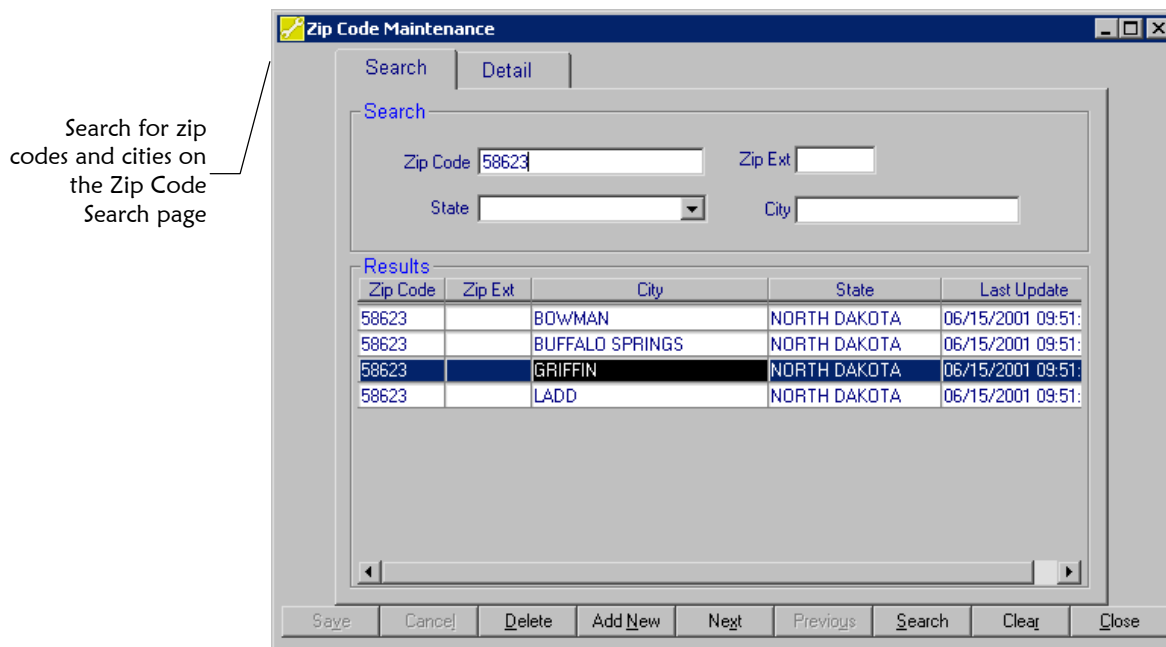 Zip Code Maintenance
Search Detail
Search for zip
codes and cities on
the Zip Code
Search page
Search
Zip Code 58623 Zip Ext
State City
Results
Zip Code Zip Ext City State Last Update
58623 BOWMAN NORTH DAKOTA 06/15/2001 09:51:
58623 BUFFALO SPRINGS NORTH DAKOTA 06/15/2001 09:51:
58623 GRIFFIN NORTH DAKOTA 06/15/2001 09:51:
58623 LADD NORTH DAKOTA 06/15/2001 09:51:
Save Cancel Delete Add New Next Previous Search Clear Close